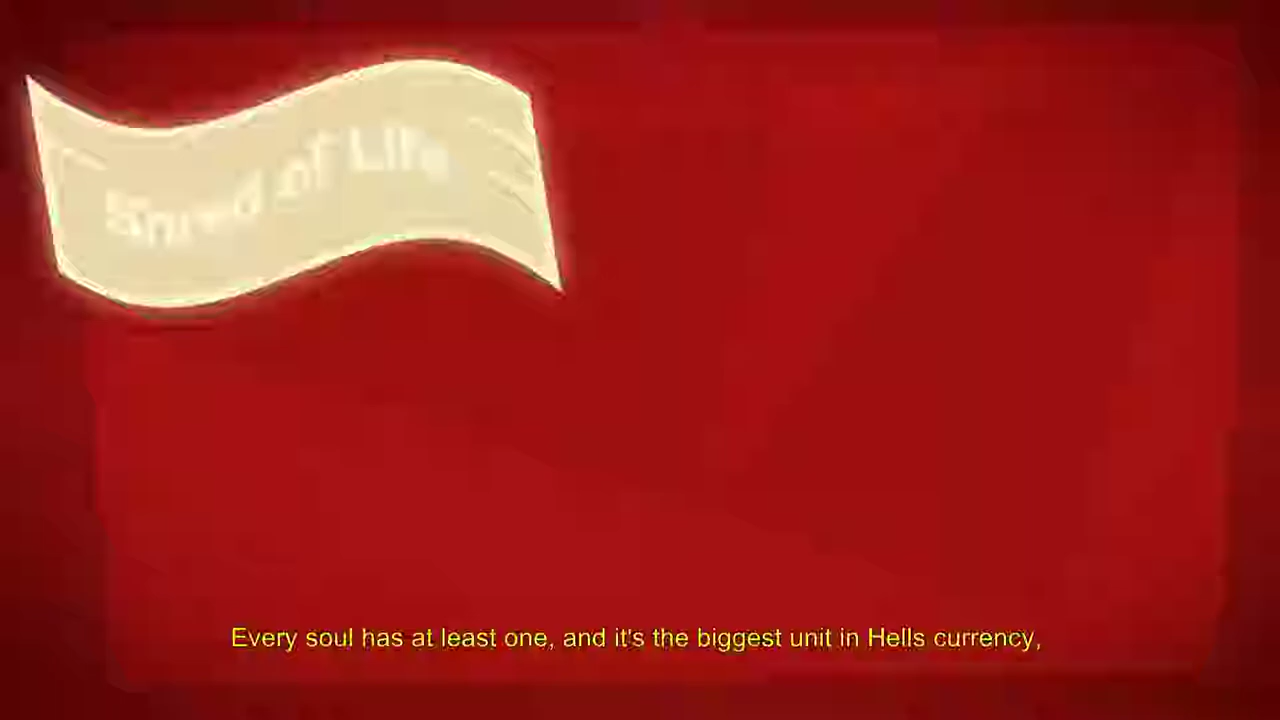 Shred of Life
Every soul has at least one, and it's the biggest unit in Hells currency,